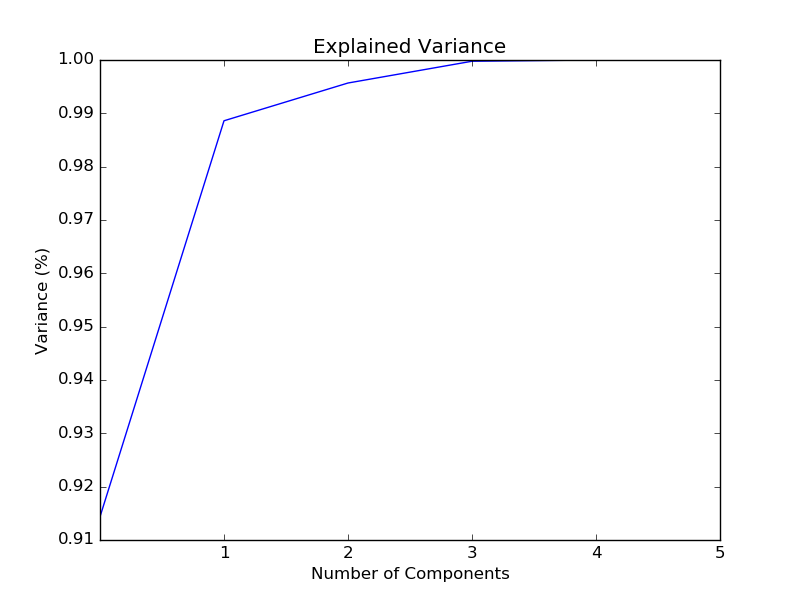 Explained Variance
1.00
0.99
0.98
0.97
0.96
0.95
0.94
0.93
0.92
0.91
Variance (%)
1 2 3 4 5
Number of Components